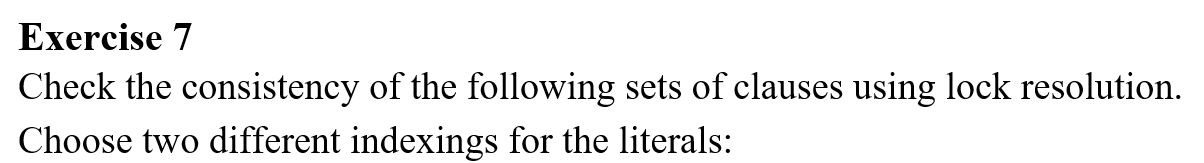 Exercise 7
Check the consistency of the following sets of clauses using lock resolution.
Choose two different indexings for the literals: